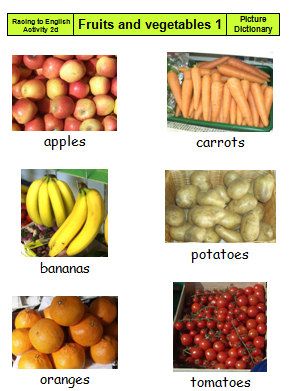 Racing to English
Activity 2d
Fruits and vegetables 1
Picture
Dictionary
apples
carrots
bananas
potatoes
oranges
tomatoes